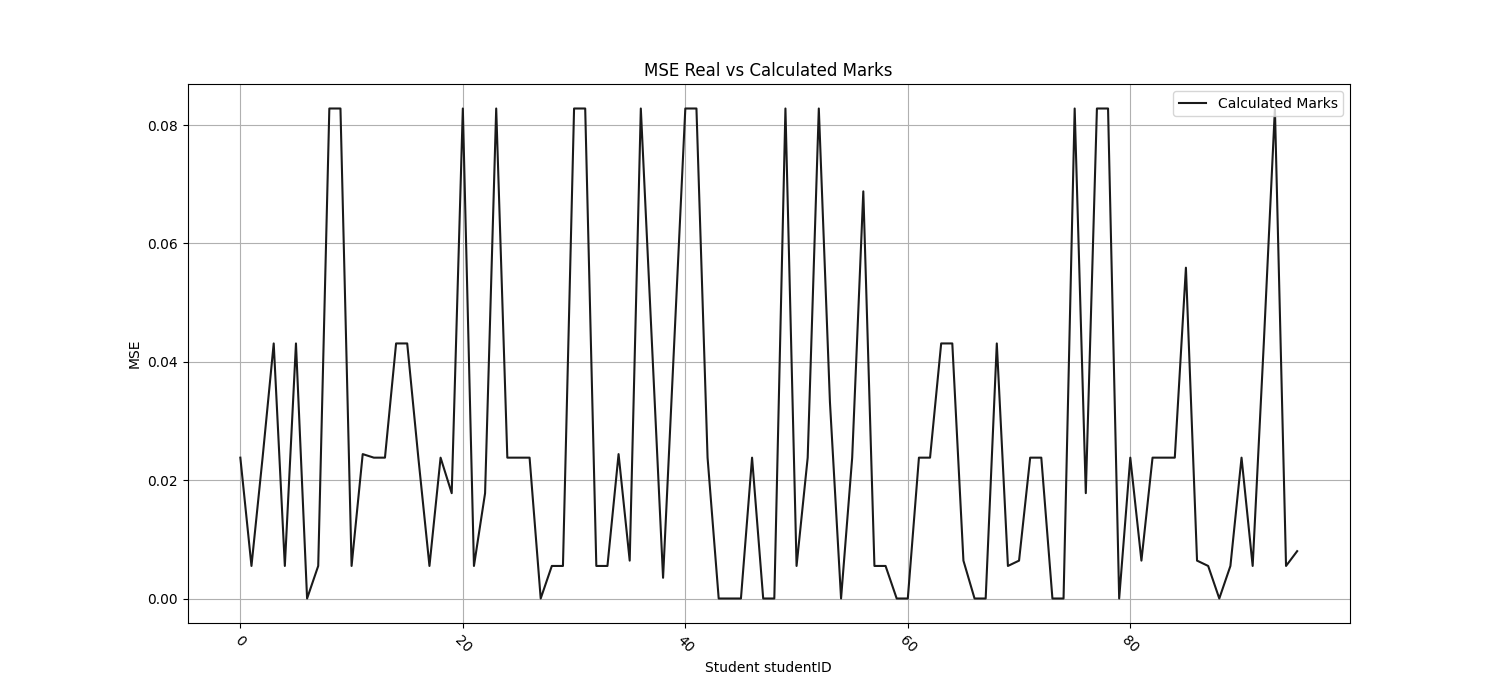 MSE Real vs Calculated Marks
Calculated Marks
0.08
0.06
0.04
0.02
0.00
MSE
0
20
40
60
80
Student studentID